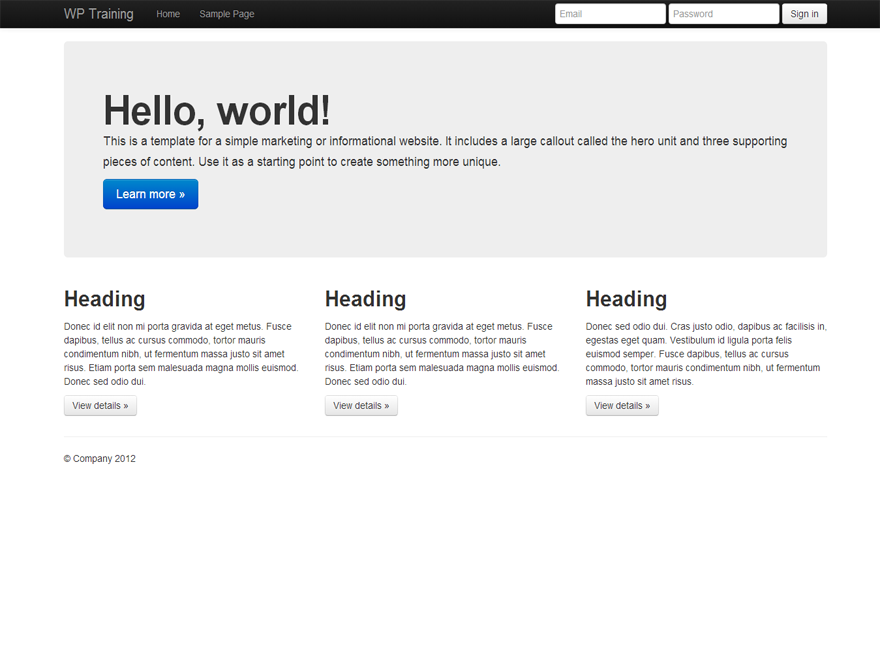 WP Training Home Sample Page Email Password Sign in
Hello, world!
This is a template for a simple marketing or informational website. It includes a large callout called the hero unit and three supporting
pieces of content. Use it as a starting point to create something more unique.
Learn more »
Heading
Donec id elit non mi porta gravida at eget metus. Fusce
dapibus, tellus ac cursus commodo, tortor mauris
condimentum nibh, ut fermentum massa justo sit amet
risus. Etiam porta sem malesuada magna mollis euismod.
Donec sed odio dui.
View details »
Heading
Donec id elit non mi porta gravida at eget metus. Fusce
dapibus, tellus ac cursus commodo, tortor mauris
condimentum nibh, ut fermentum massa justo sit amet
risus. Etiam porta sem malesuada magna mollis euismod.
Donec sed odio dui.
View details »
Heading
Donec sed odio dui. Cras justo odio, dapibus ac facilisis in,
egestas eget quam. Vestibulum id ligula porta felis
euismod semper. Fusce dapibus, tellus ac cursus
commodo, tortor mauris condimentum nibh, ut fermentum
massa justo sit amet risus.
View details »
© Company 2012